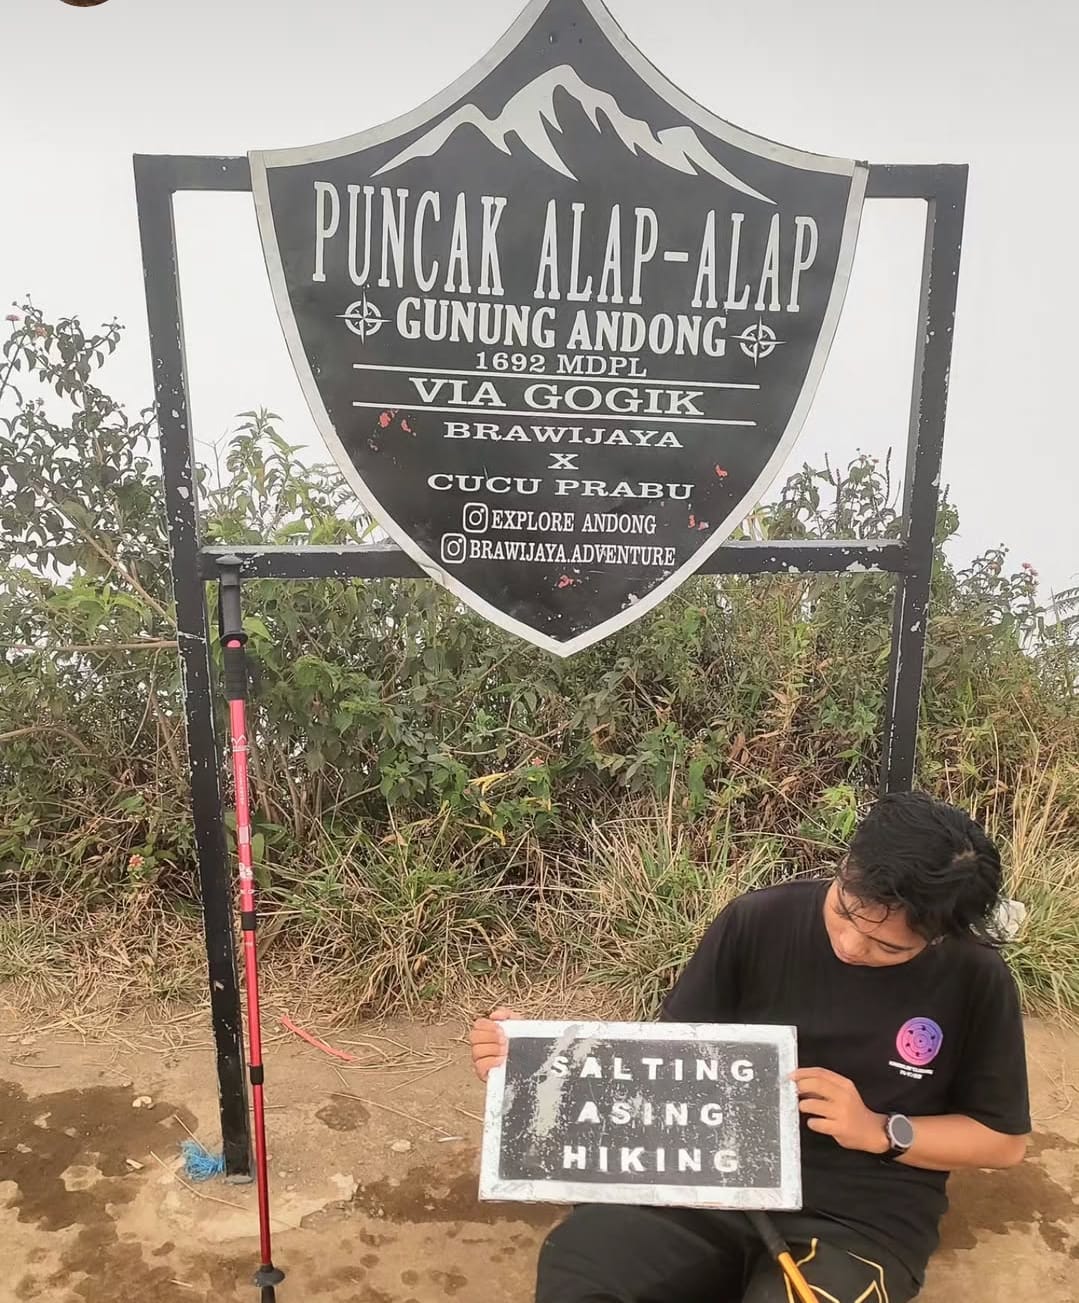 PUNCAK ALAP-ALAP
GUNUNG ANDONG
1692 MDPL
VIA GOGIK
BRAWIJAYA
X
CUCU PRABU
EXPLORE ANDONG
BRAWIJAYA.ADVENTURE
SALTING
ASING
HIKING